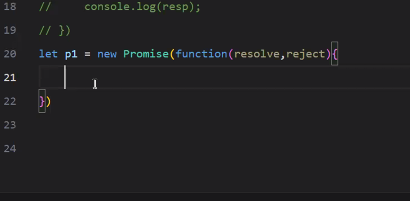 18 //     console.log(resp);
19 // })
20 let p1 = new Promise(function(resolve,reject){
21
22 })
23
24